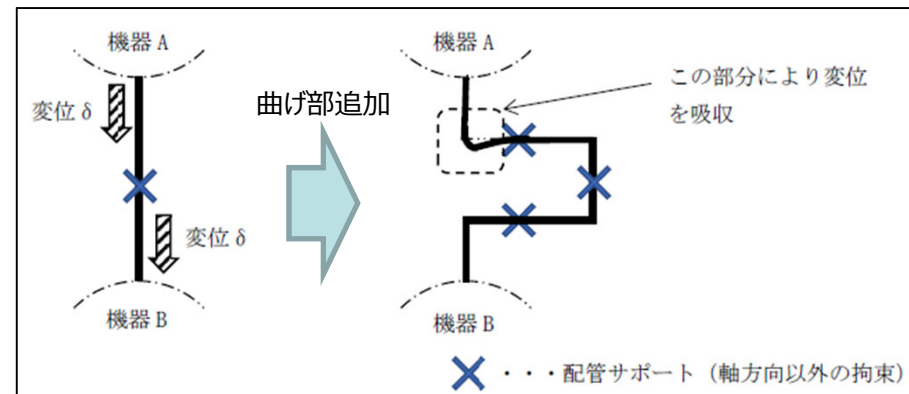 機器 A
変位 δ
変位 δ
機器 B
曲げ部追加
機器 A
この部分により変位
を吸収
機器 B
・・・配管サポート（軸方向以外の拘束）